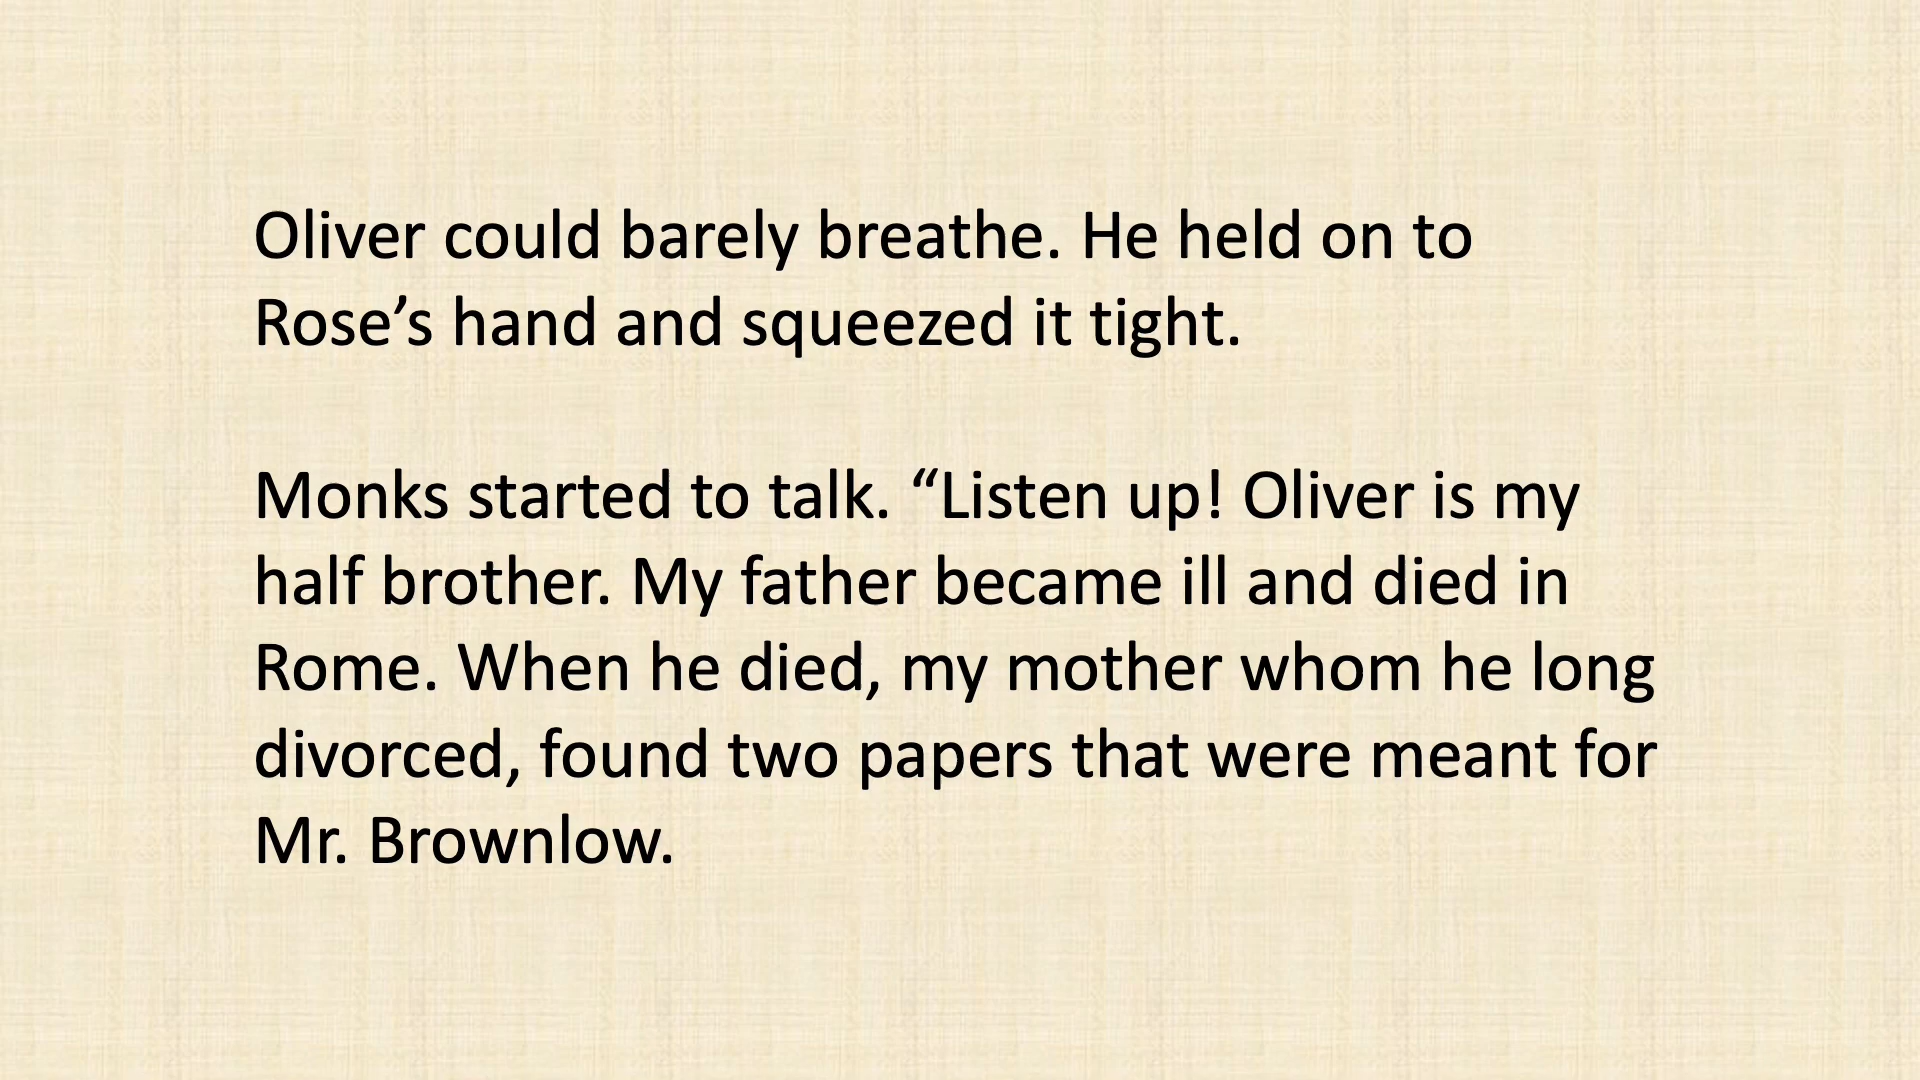 Oliver could barely breathe. He held on to
Rose’s hand and squeezed it tight.
Monks started to talk. “Listen up! Oliver is my
half brother. My father became ill and died in
Rome. When he died, my mother whom he long
divorced, found two papers that were meant for
Mr. Brownlow.